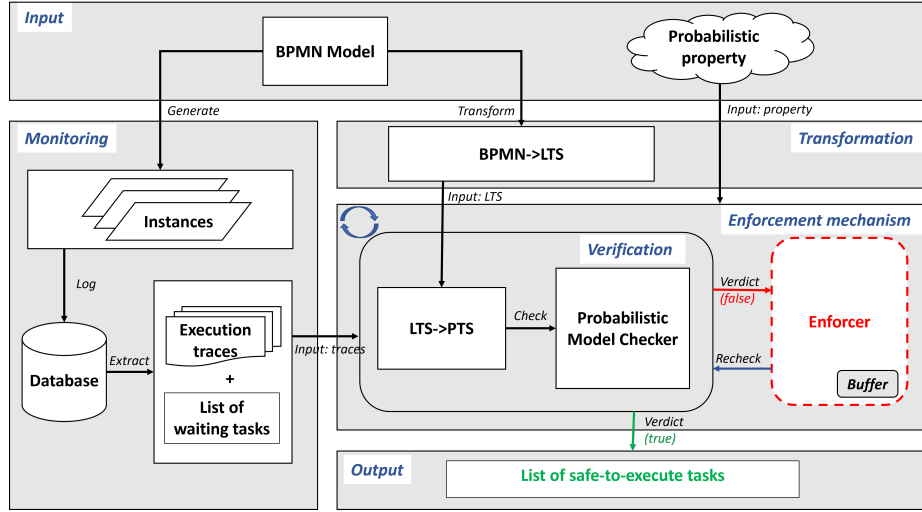 Input
BPMN Model
Probabilistic
property
Generate
Transform
Input: property
Monitoring
Transformation
BPMN->LTS
Instances
Input: LTS
Enforcement mechanism
Verification
Log
Execution
traces
+
List of
waiting tasks
Database
Extract
Input: traces
LTS->PTS
Check
Probabilistic
Model Checker
Verdict
(false)
Enforcer
Recheck
Buffer
Verdict
(true)
Output
List of safe-to-execute tasks